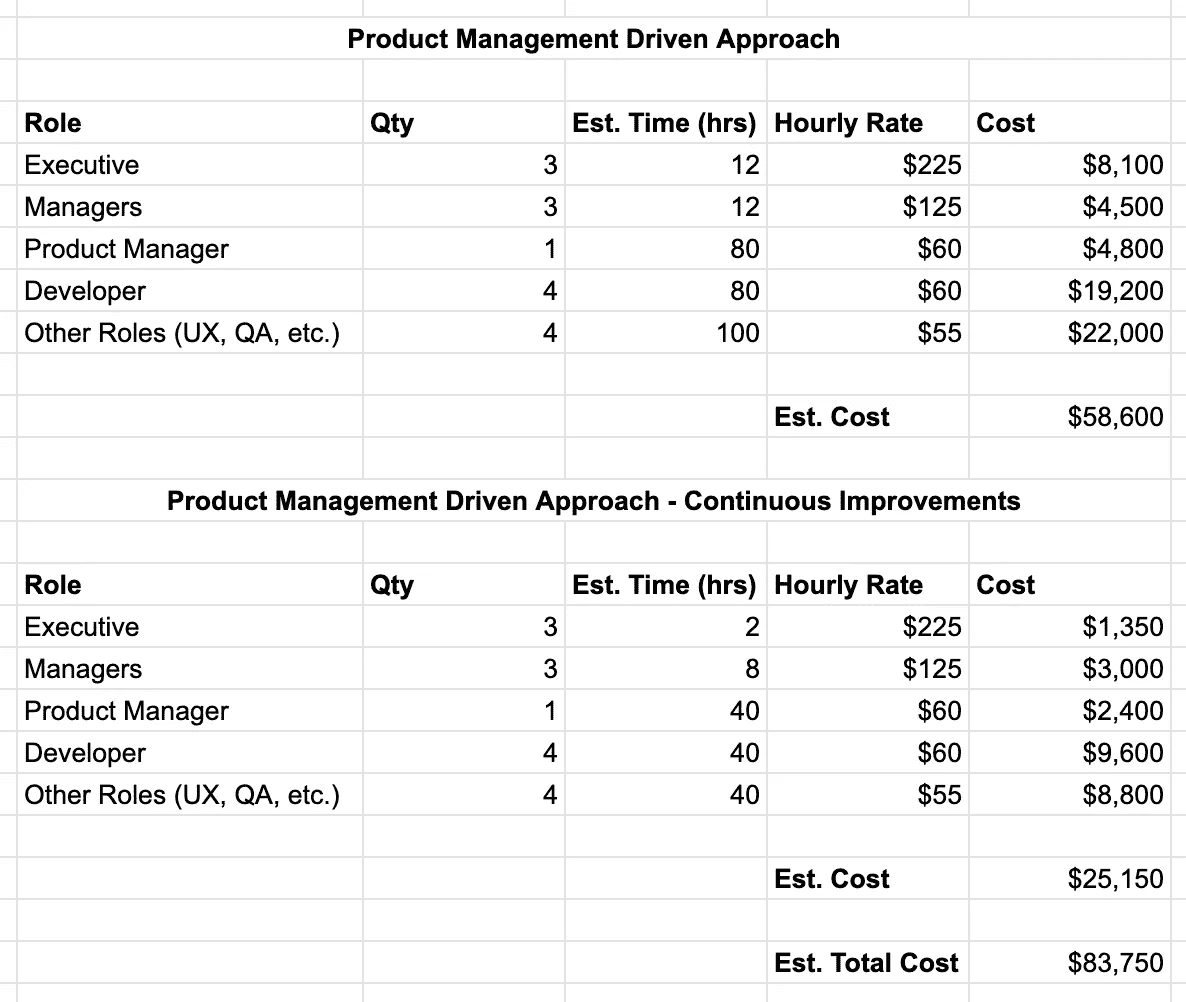 Product Management Driven Approach
Role Qty Est. Time (hrs) Hourly Rate Cost
Executive 3 12 $225 $8,100
Managers 3 12 $125 $4,500
Product Manager 1 80 $60 $4,800
Developer 4 80 $60 $19,200
Other Roles (UX, QA, etc.) 4 100 $55 $22,000
Est. Cost $58,600
Product Management Driven Approach - Continuous Improvements
Role Qty Est. Time (hrs) Hourly Rate Cost
Executive 3 2 $225 $1,350
Managers 3 8 $125 $3,000
Product Manager 1 40 $60 $2,400
Developer 4 40 $60 $9,600
Other Roles (UX, QA, etc.) 4 40 $55 $8,800
Est. Cost $25,150
Est. Total Cost $83,750